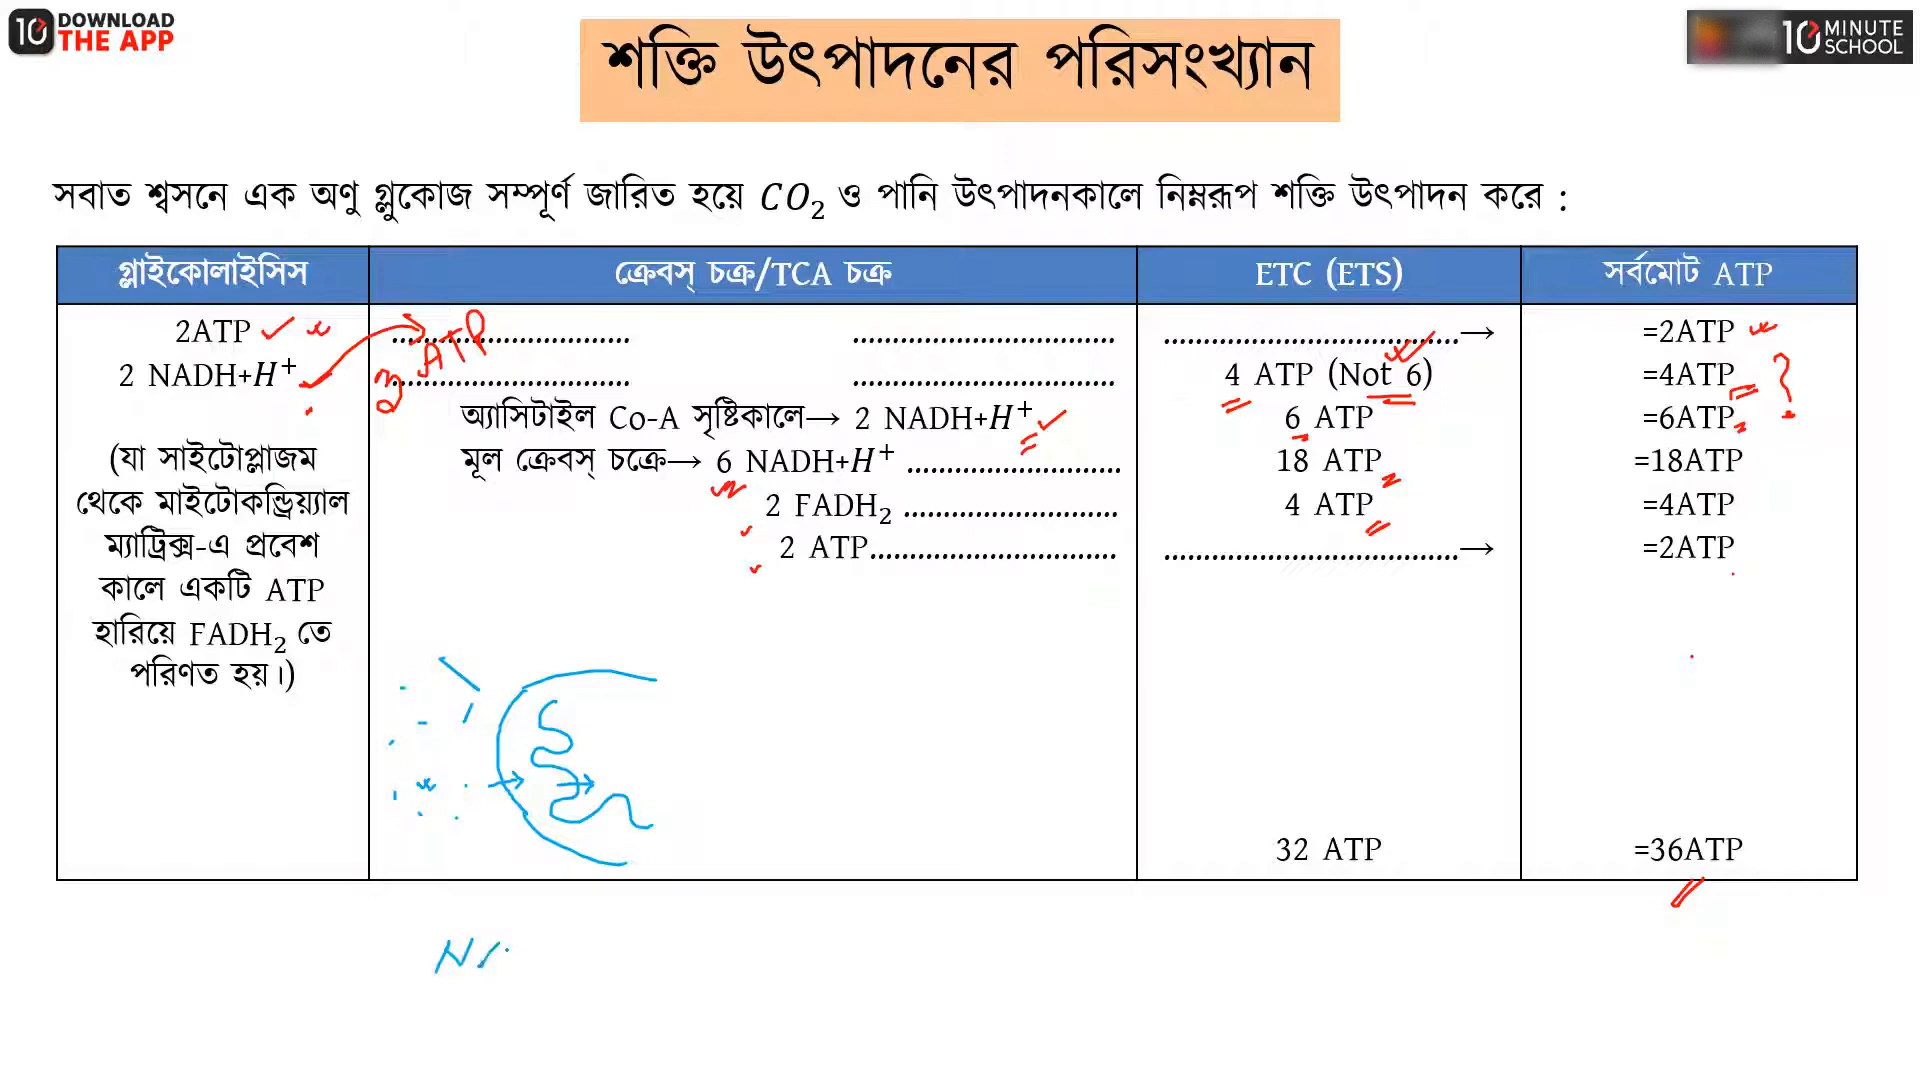 10 DOWNLOAD THE APP
10 MINUTE SCHOOL
শক্তি উৎপাদনের পরিসংখ্যান
সবাত শ্বসনে এক অণু গ্লুকোজ সম্পূর্ণ জারিত হয়ে CO₂ ও পানি উৎপাদনকালে নিম্নরূপ শক্তি উৎপাদন করে :
গ্লাইকোলাইসিস ক্রেবস্ চক্র/TCA চক্র ETC (ETS) সর্বমোট ATP
2ATP .............................. ................................. .....................................→ =2ATP
2 NADH+H⁺ .............................. ................................. 4 ATP (Not 6) =4ATP ?
3 ATP
অ্যাসিটাইল Co-A সৃষ্টিকালে→ 2 NADH+H⁺ 6 ATP =6ATP
(যা সাইটোপ্লাজম মূল ক্রেবস্ চক্রে→ 6 NADH+H⁺ ........................... 18 ATP =18ATP
থেকে মাইটোকন্ড্রিয়্যাল 2 FADH₂ ........................... 4 ATP =4ATP
ম্যাট্রিক্স-এ প্রবেশ 2 ATP............................... .....................................→ =2ATP
কালে একটি ATP
হারিয়ে FADH₂ তে
পরিণত হয়।)
32 ATP =36ATP